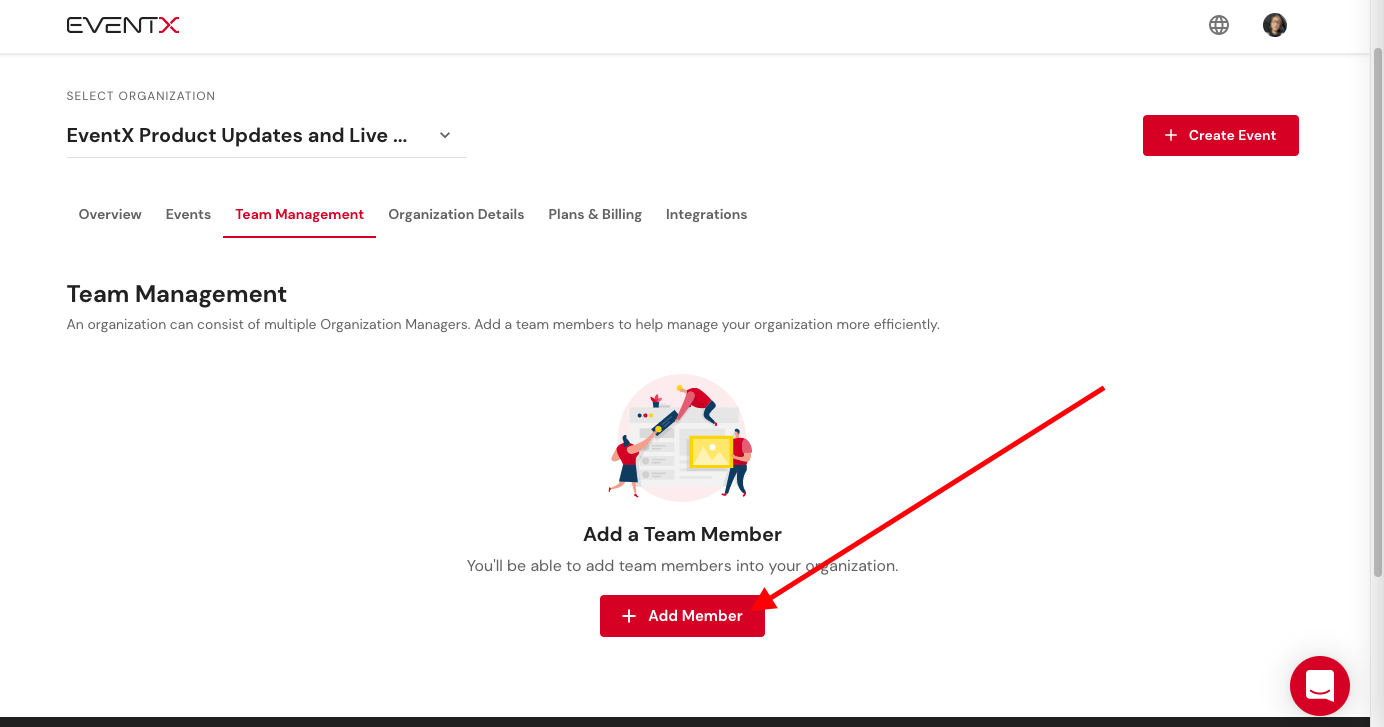 EVENTX
SELECT ORGANIZATION
EventX Product Updates and Live ...
Create Event
Overview Events Team Management Organization Details Plans & Billing Integrations
Team Management
An organization can consist of multiple Organization Managers. Add a team members to help manage your organization more efficiently.
Add a Team Member
You'll be able to add team members into your organization.
Add Member